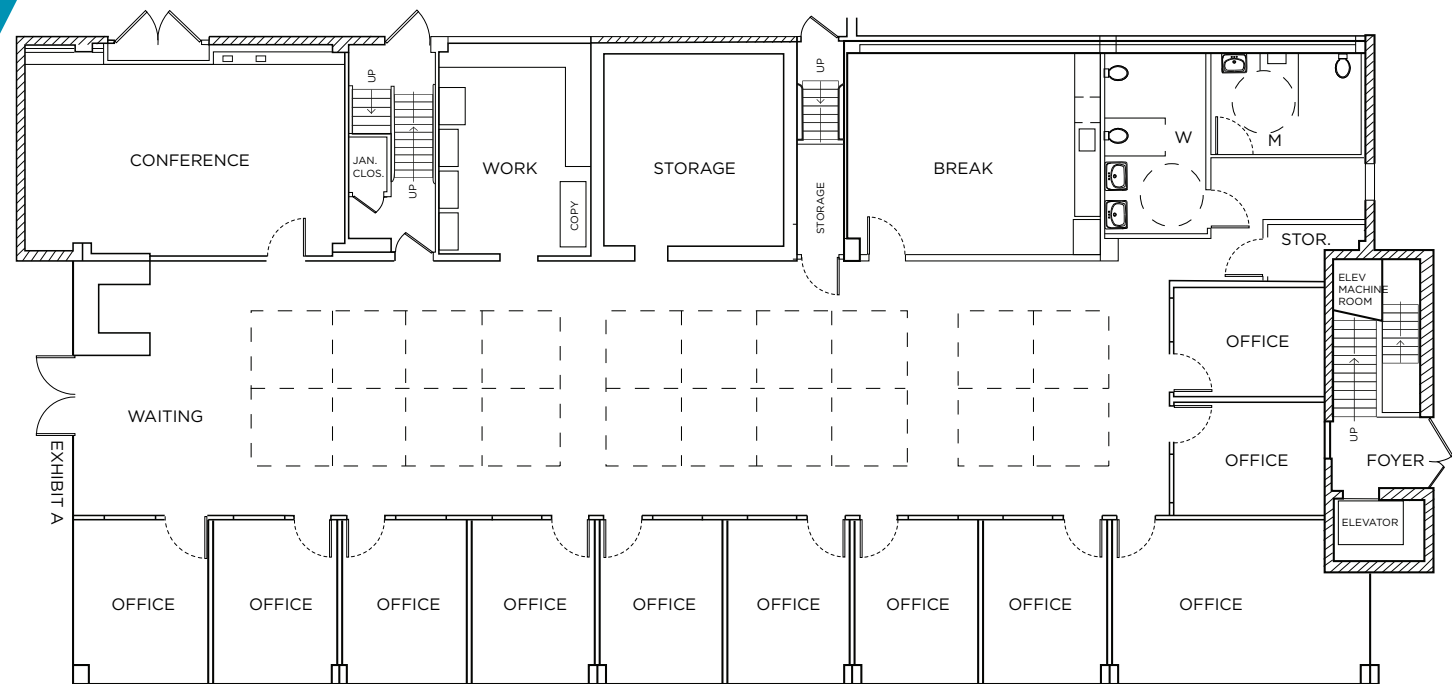 UP
UP
W
M
CONFERENCE
JAN.
CLOS.
WORK
STORAGE
BREAK
UP
COPY
STORAGE
STOR.
ELEV
MACHINE
ROOM
OFFICE
WAITING
UP
EXHIBIT A
OFFICE
FOYER
ELEVATOR
OFFICE
OFFICE
OFFICE
OFFICE
OFFICE
OFFICE
OFFICE
OFFICE
OFFICE